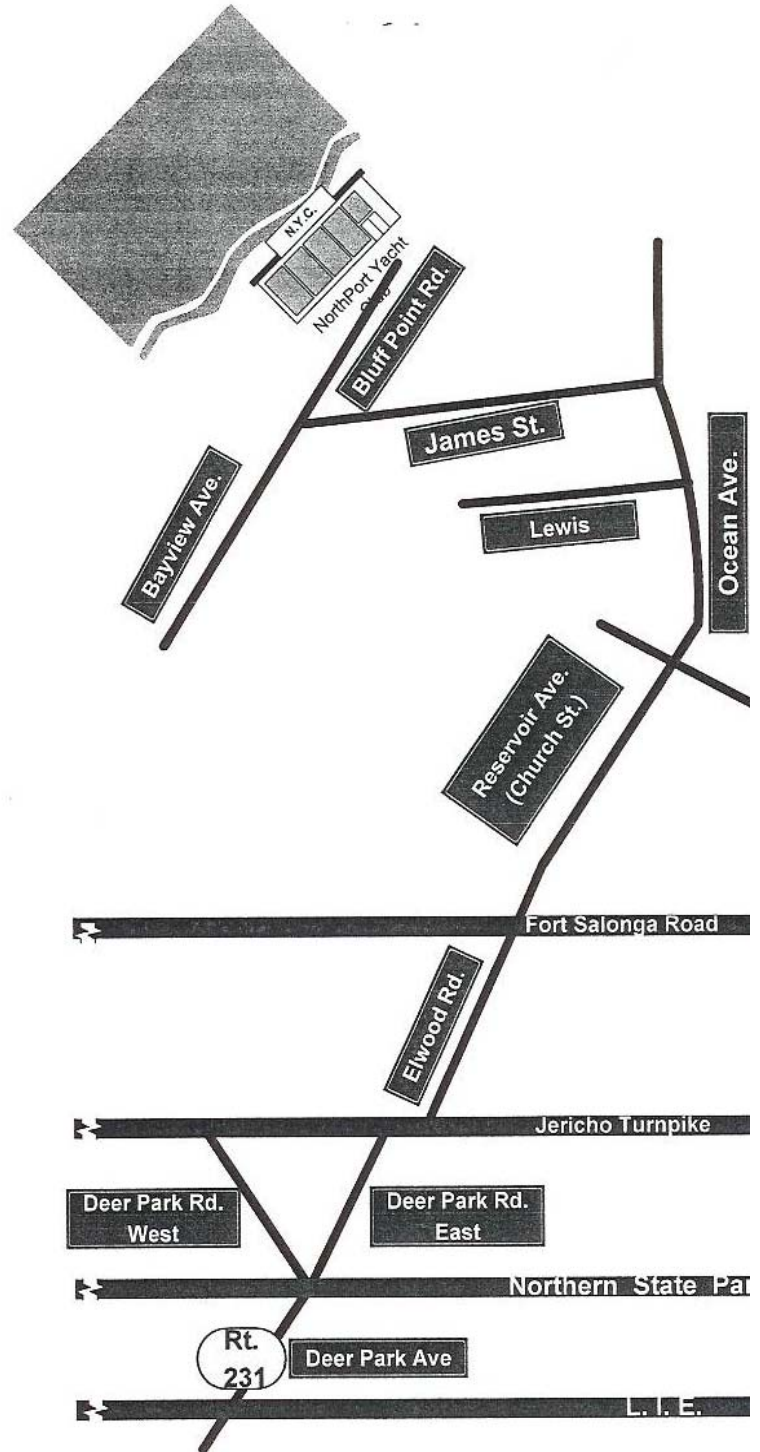 N.Y.C.
NorthPort Yacht
Bluff Point Rd.
James St.
Ocean Ave.
Bayview Ave.
Lewis
Reservoir Ave.
(Church St.)
Fort Salonga Road
Elwood Rd.
Jericho Turnpike
Deer Park Rd.
West
Deer Park Rd.
East
Northern State Par
Rt.
231
Deer Park Ave
L. I. E.